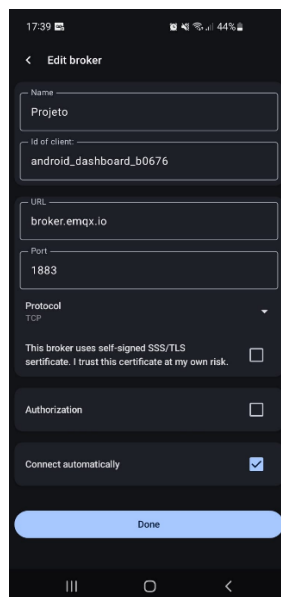 17:39 44%
Edit broker
Name
Projeto
Id of client:
android_dashboard_b0676
URL
broker.emqx.io
Port
1883
Protocol
TCP
This broker uses self-signed SSS/TLS
sertificate. I trust this certificate at my own risk.
Authorization
Connect automatically
Done